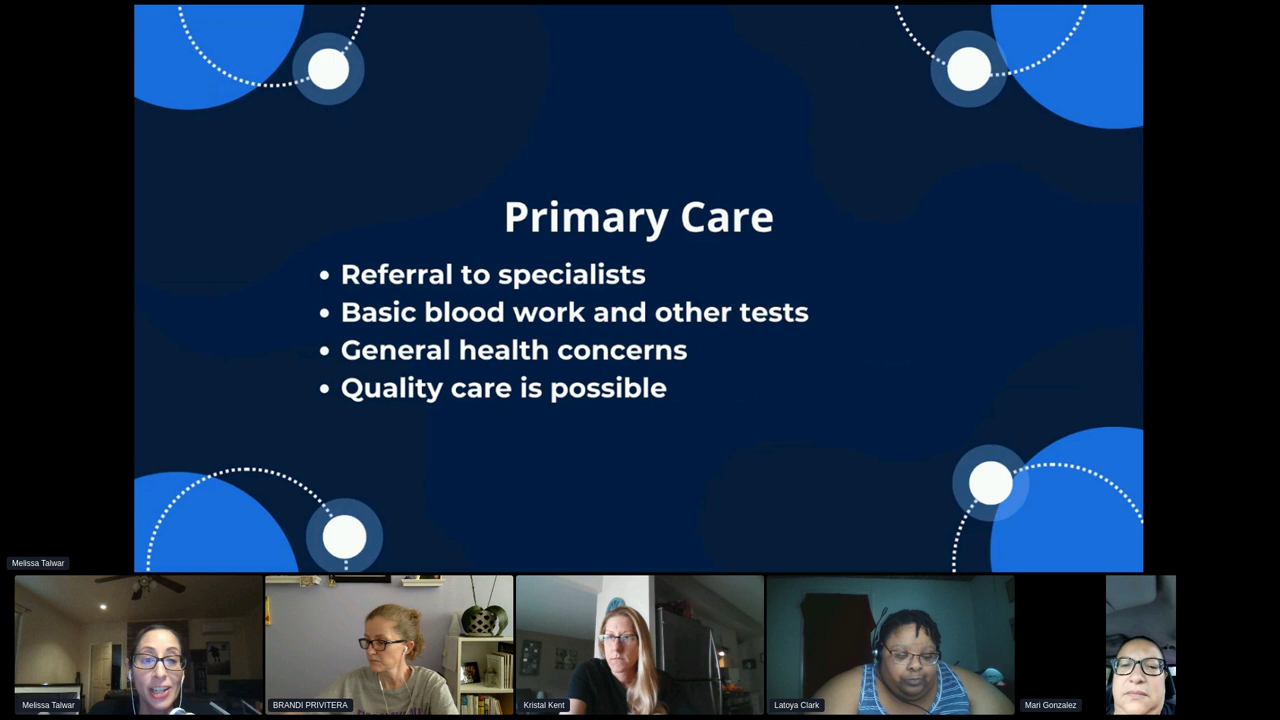 Primary Care
• Referral to specialists
• Basic blood work and other tests
• General health concerns
• Quality care is possible
Melissa Talwar
Melissa Talwar
BRANDI PRIVITERA
Kristal Kent
Latoya Clark
Mari Gonzalez